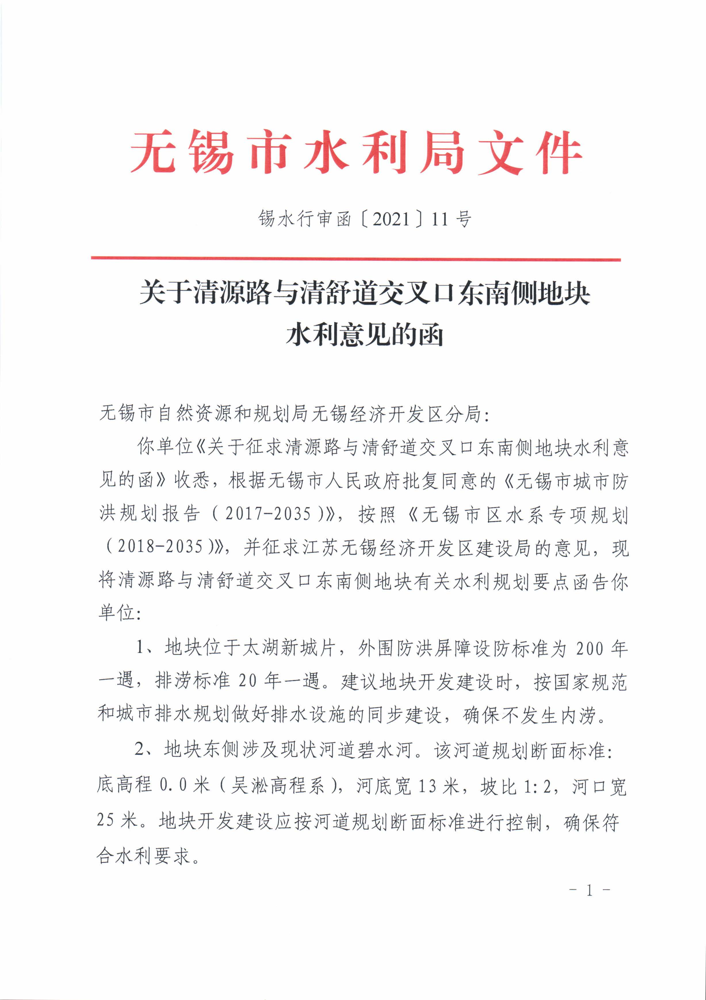 无锡市水利局文件
锡水行审函〔2021〕11号
关于清源路与清舒道交叉口东南侧地块
水利意见的函
无锡市自然资源和规划局无锡经济开发区分局：
你单位《关于征求清源路与清舒道交叉口东南侧地块水利意
见的函》收悉，根据无锡市人民政府批复同意的《无锡市城市防
洪规划报告（2017-2035）》，按照《无锡市区水系专项规划
（2018-2035）》，并征求江苏无锡经济开发区建设局的意见，现
将清源路与清舒道交叉口东南侧地块有关水利规划要点函告你
单位：
1、地块位于太湖新城片，外围防洪屏障设防标准为 200 年
一遇，排涝标准 20 年一遇。建议地块开发建设时，按国家规范
和城市排水规划做好排水设施的同步建设，确保不发生内涝。
2、地块东侧涉及现状河道碧水河。该河道规划断面标准：
底高程 0.0 米（吴淞高程系），河底宽 13 米，坡比 1:2，河口宽
25 米。地块开发建设应按河道规划断面标准进行控制，确保符
合水利要求。
- 1 -